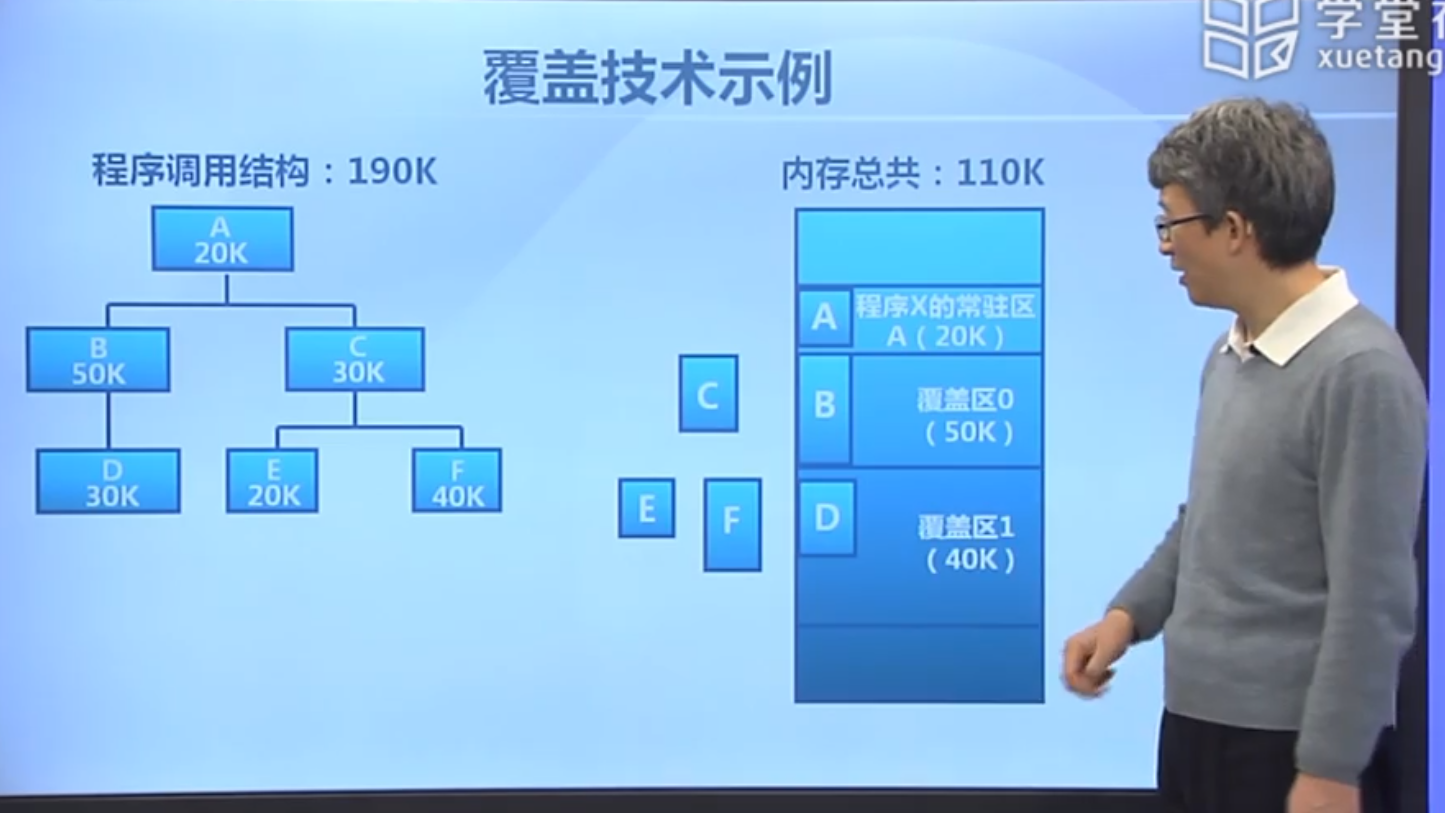 学堂
xuetang
覆盖技术示例
程序调用结构：190K
A
20K
B
50K
C
30K
D
30K
E
20K
F
40K
内存总共：110K
A
程序X的常驻区
A（20K）
C
B
覆盖区0
（50K）
E
F
D
覆盖区1
（40K）